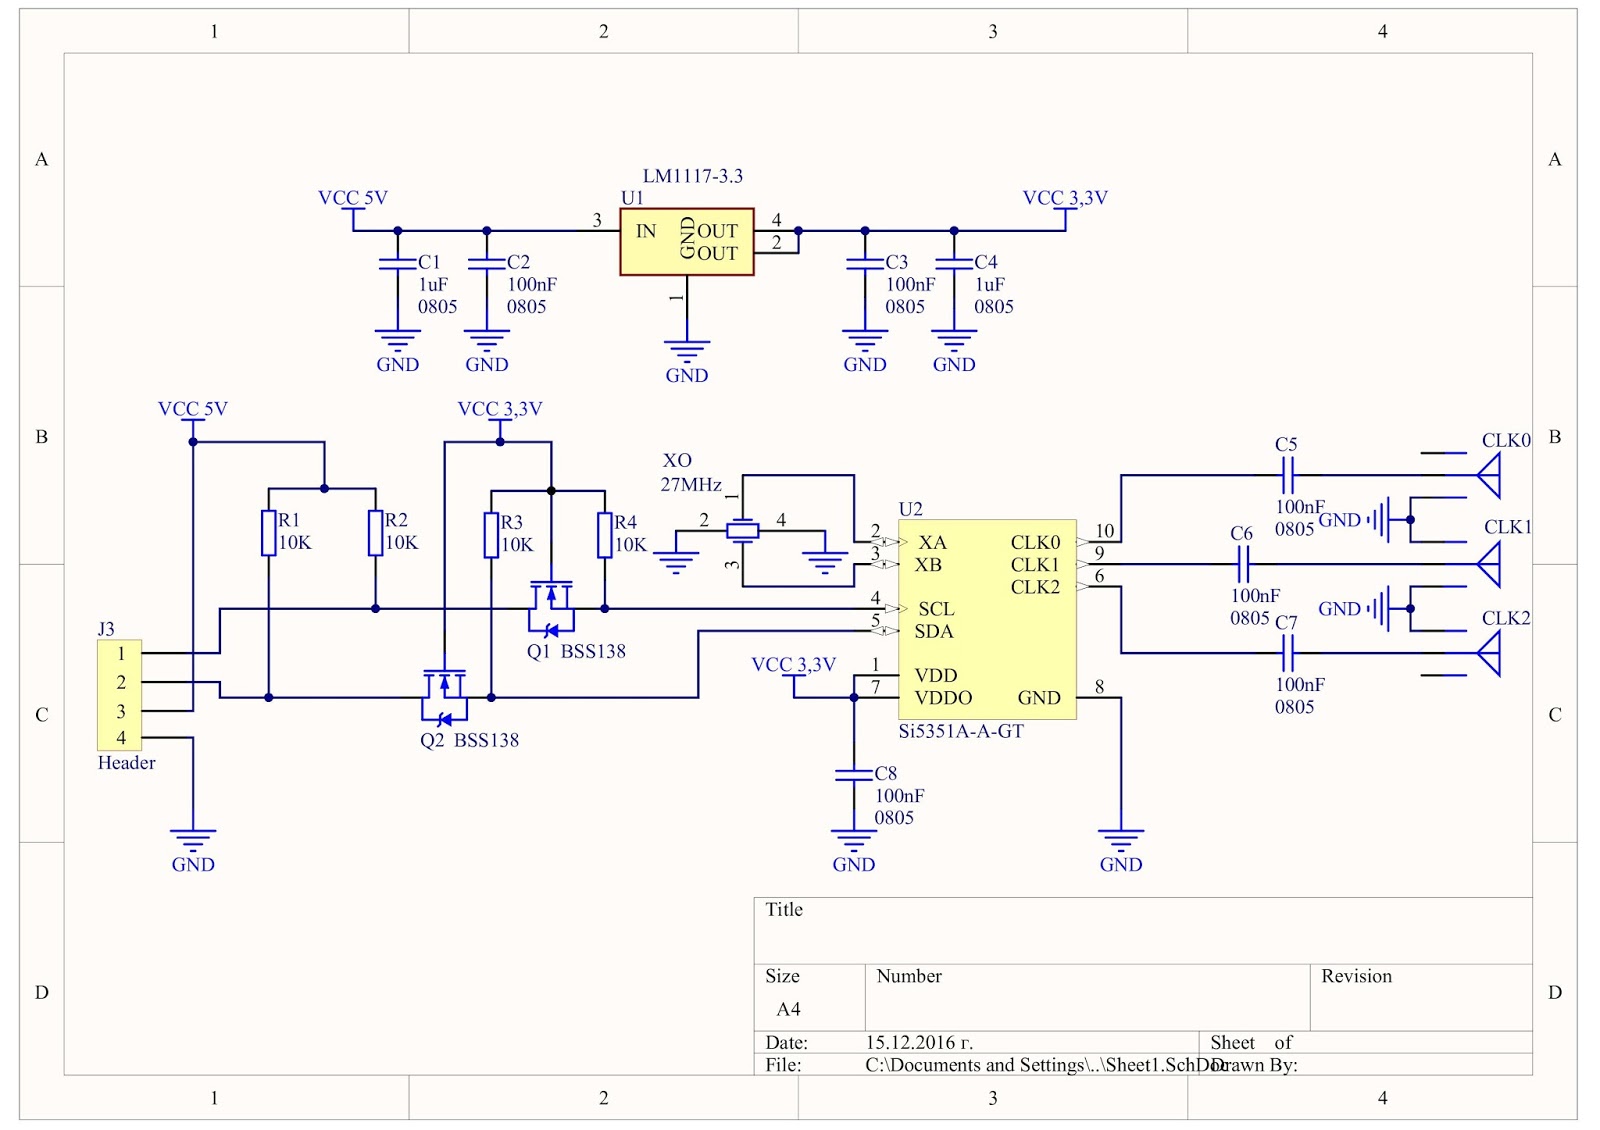 1 2 3 4
A A
LM1117-3.3
VCC 5V U1 VCC 3,3V
3 IN GND OUT 4
OUT 2
1
C1
1uF
0805
C2
100nF
0805
C3
100nF
0805
C4
1uF
0805
GND GND GND GND GND
B B
VCC 5V VCC 3,3V
R1
10K
R2
10K
R3
10K
R4
10K
XO
27MHz
1
2 4
3
U2
2 XA CLK0 10
3 XB CLK1 9
CLK2 6
4 SCL
5 SDA
1 VDD
7 VDDO GND 8
Si5351A-A-GT
VCC 3,3V
C5
100nF
0805
CLK0
GND
C6
100nF
0805
CLK1
GND
C7
100nF
0805
CLK2
Q1 BSS138
Q2 BSS138
J3
1
2
3
4
Header
C C
C8
100nF
0805
GND GND GND
D D
Title
Size Number Revision
A4
Date: 15.12.2016 г. Sheet of
File: C:\Documents and Settings\..\Sheet1.SchDoc Drawn By:
1 2 3 4